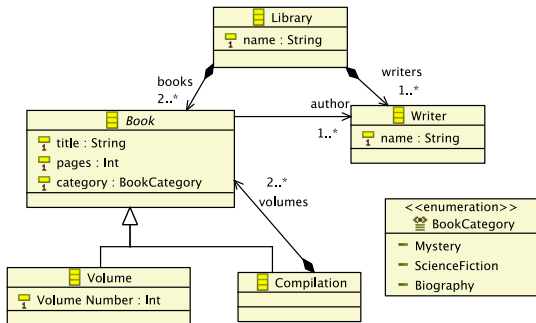 Library
name : String
books
2..*
writers
1..*
Book
title : String
pages : Int
category : BookCategory
author
1..*
Writer
name : String
2..*
volumes
<<enumeration>>
BookCategory
Mystery
ScienceFiction
Biography
Volume
Volume Number : Int
Compilation